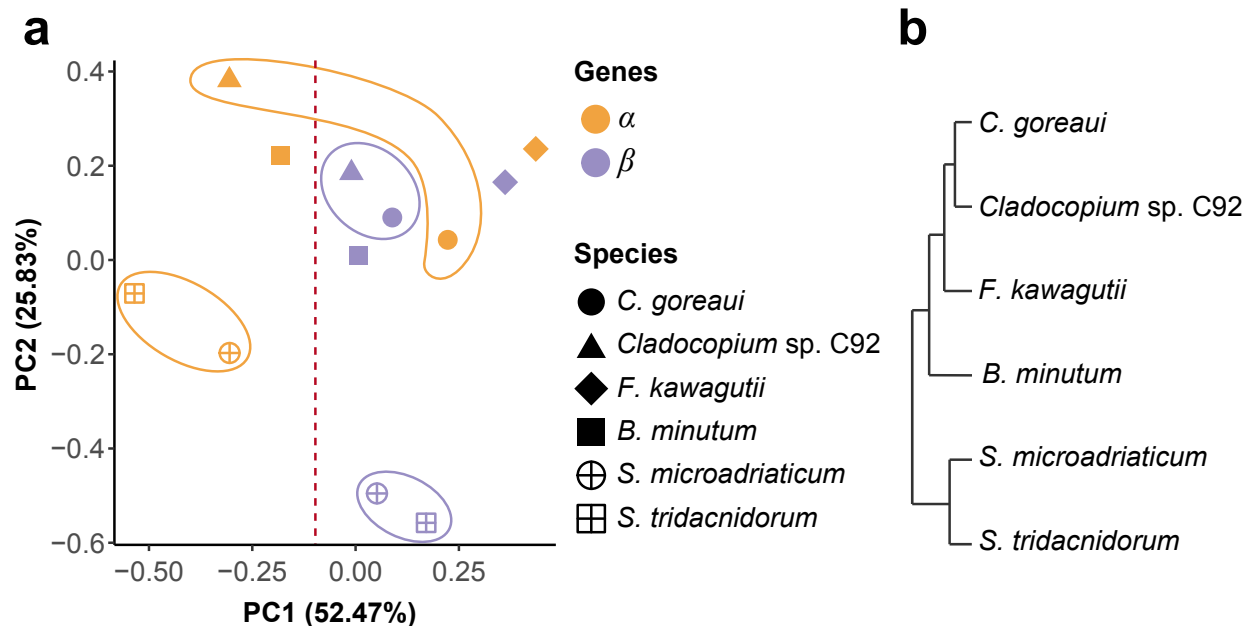 a
0.4
0.2
0.0
−0.2
−0.4
−0.6
PC2 (25.83%)
−0.50
−0.25
0.00
0.25
PC1 (52.47%)
Genes
α
β
Species
C. goreaui
Cladocopium sp. C92
F. kawagutii
B. minutum
S. microadriaticum
S. tridacnidorum
b
C. goreaui
Cladocopium sp. C92
F. kawagutii
B. minutum
S. microadriaticum
S. tridacnidorum